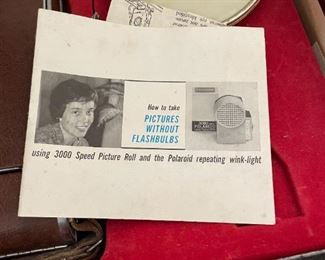 How to take
PICTURES
WITHOUT
FLASHBULBS
using 3000 Speed Picture Roll and the Polaroid repeating wink-light